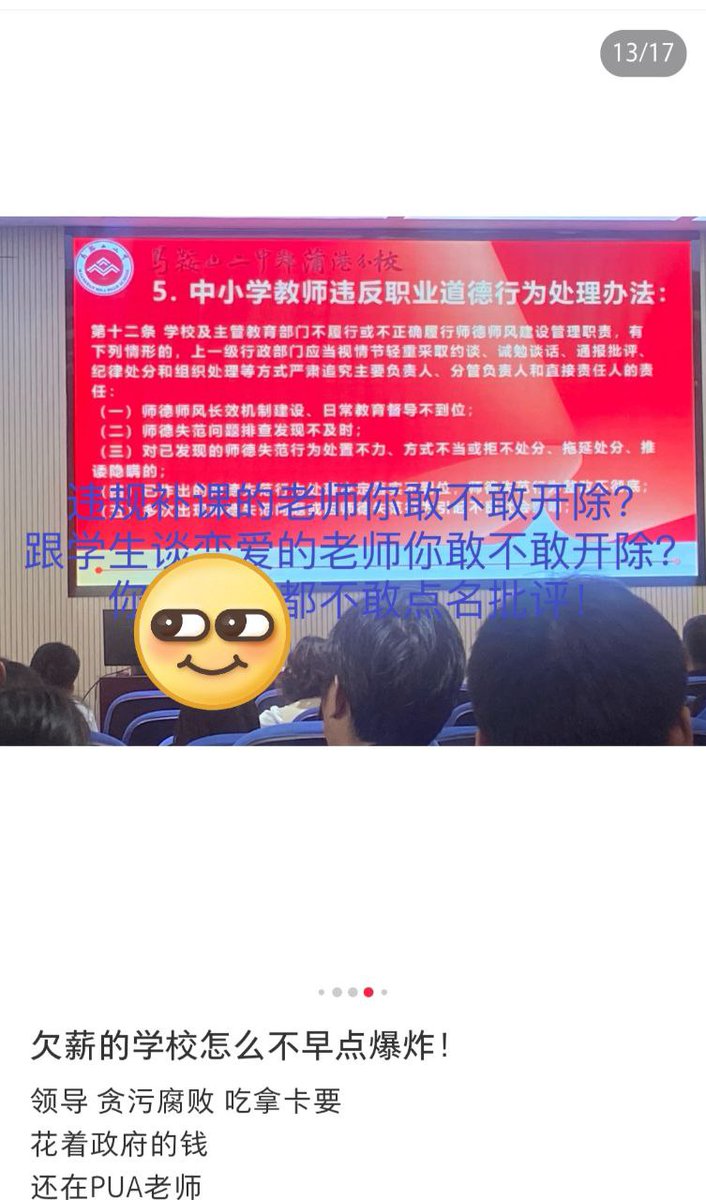 13/17
马鞍山二中郑蒲港分校
5. 中小学教师违反职业道德行为处理办法：
第十二条 学校及主管教育部门不履行或不正确履行师德师风建设管理职责，有
下列情形的，上一级行政部门应当视情节轻重采取约谈、诫勉谈话、通报批评、
纪律处分和组织处理等方式严肃追究主要负责人、分管负责人和直接责任人的责
任：
（一）师德师风长效机制建设、日常教育督导不到位；
（二）师德失范问题排查发现不及时；
（三）对已发现的师德失范行为处置不力、方式不当或拒不处分、拖延处分、推
诿隐瞒的；
违规补课的老师你敢不敢开除？
跟学生谈恋爱的老师你敢不敢开除？
你 都不敢点名批评！
欠薪的学校怎么不早点爆炸！
领导 贪污腐败 吃拿卡要
花着政府的钱
还在PUA老师